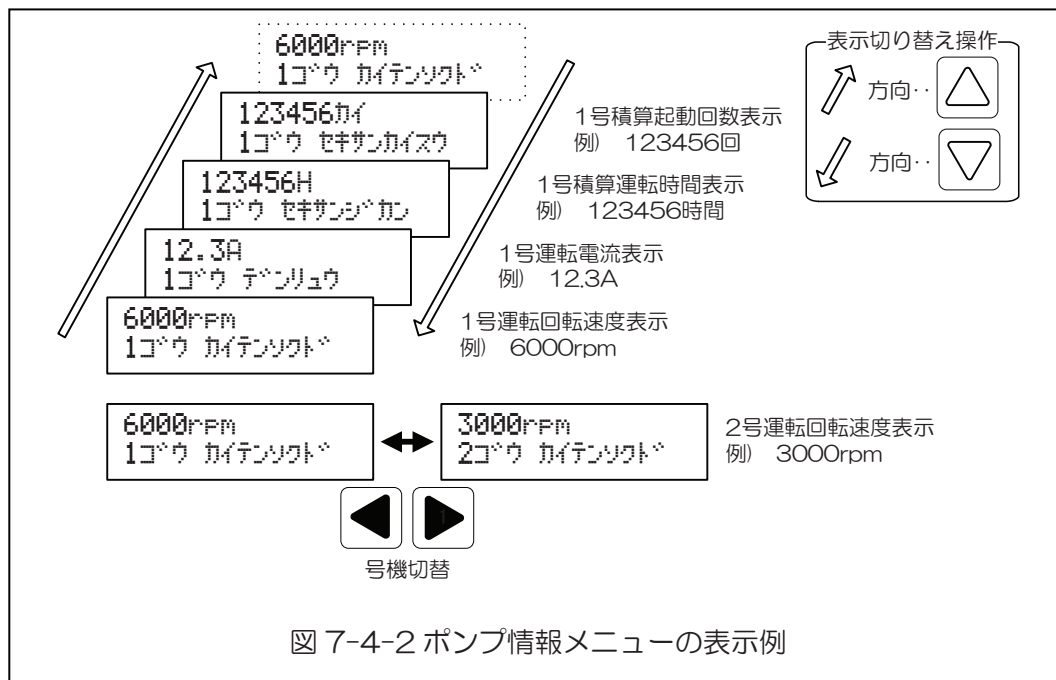 6000rpm
1ゴウ カイテンソクド
123456カイ
1ゴウ セキサンカイスウ
123456H
1ゴウ セキサンジカン
12.3A
1ゴウ デンリュウ
6000rpm
1ゴウ カイテンソクド
1号積算起動回数表示
例) 123456回
1号積算運転時間表示
例) 123456時間
1号運転電流表示
例) 12.3A
1号運転回転速度表示
例) 6000rpm
表示切り替え操作
方向‥
方向‥
6000rpm
1ゴウ カイテンソクド
3000rpm
2ゴウ カイテンソクド
2号運転回転速度表示
例) 3000rpm
1
号機切替
図 7-4-2 ポンプ情報メニューの表示例